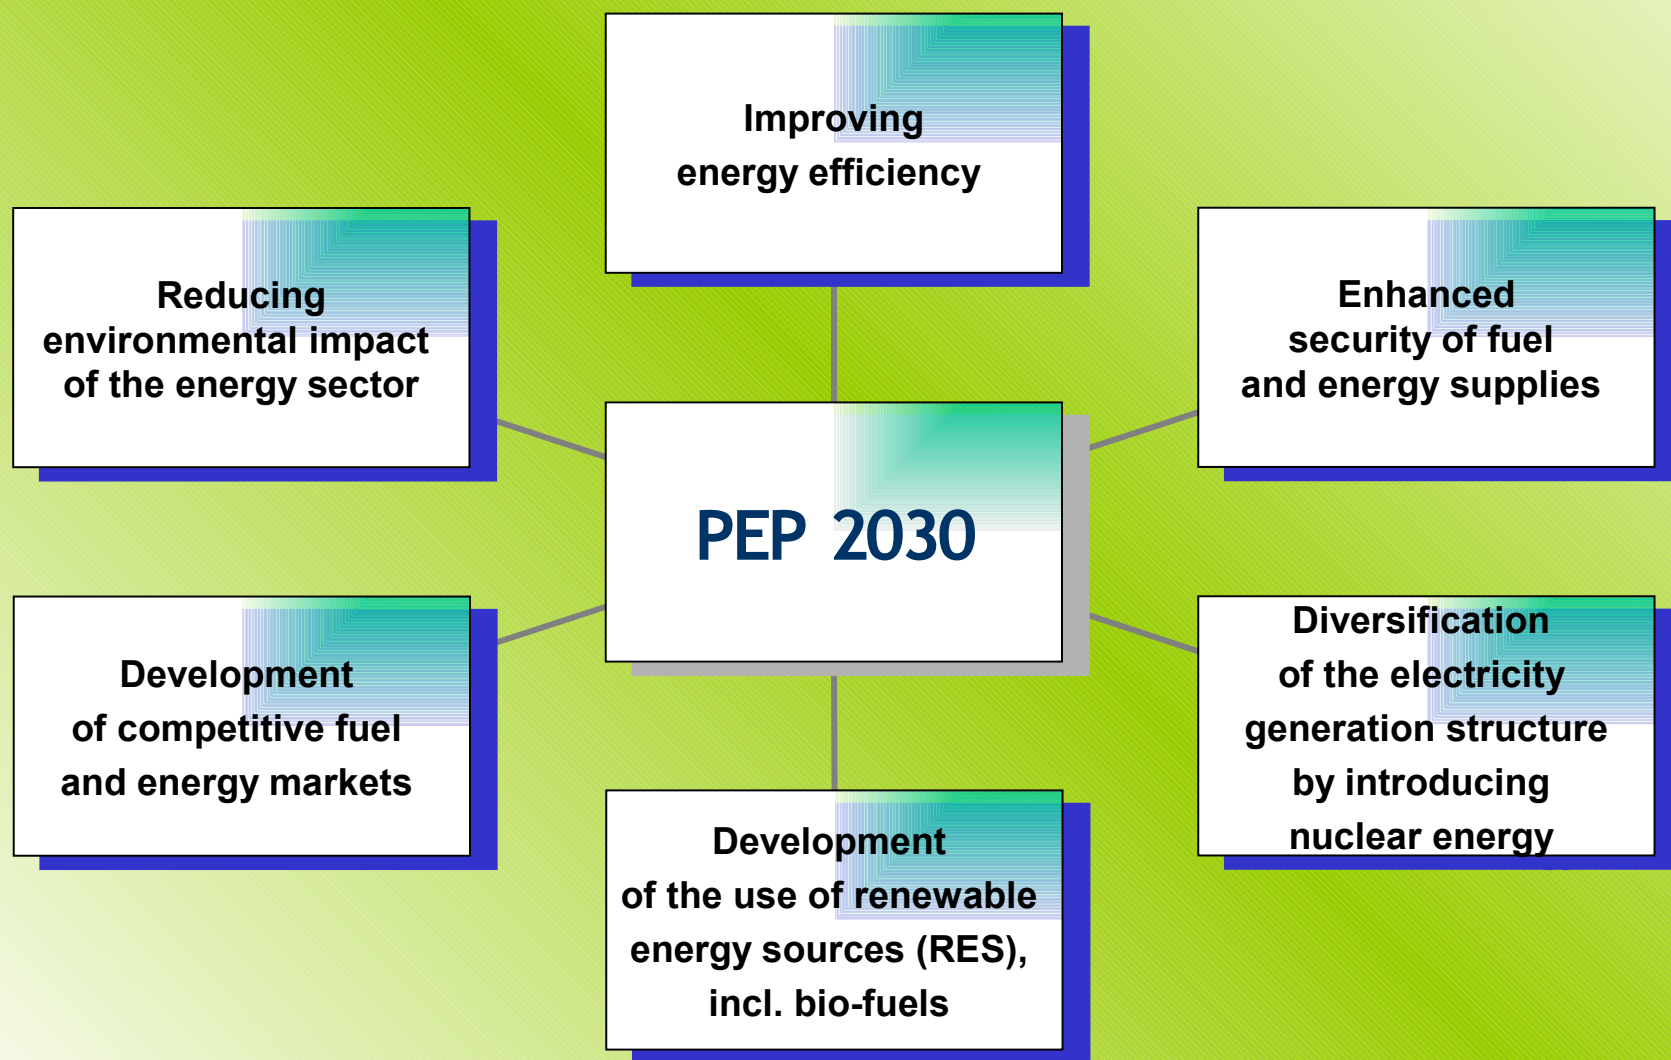 Improving
energy efficiency
Reducing
environmental impact
of the energy sector
Enhanced
security of fuel
and energy supplies
PEP 2030
Development
of competitive fuel
and energy markets
Diversification
of the electricity
generation structure
by introducing
nuclear energy
Development
of the use of renewable
energy sources (RES),
incl. bio-fuels